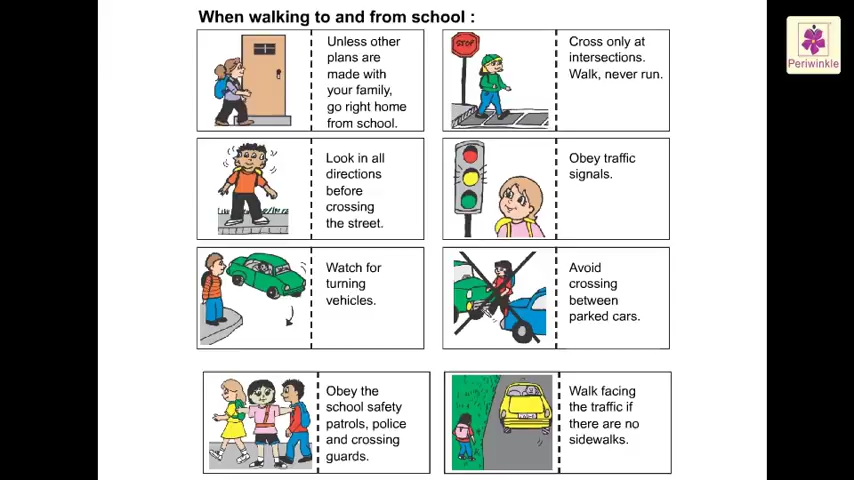 When walking to and from school :
Unless other
plans are
made with
your family,
go right home
from school.
STOP
Cross only at
intersections.
Walk, never run.
Look in all
directions
before
crossing
the street.
Obey traffic
signals.
Watch for
turning
vehicles.
Avoid
crossing
between
parked cars.
Obey the
school safety
patrols, police
and crossing
guards.
Walk facing
the traffic if
there are no
sidewalks.
Periwinkle